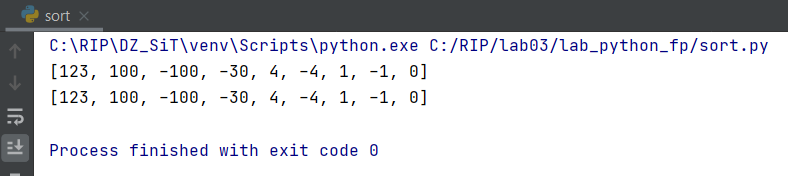 sort
C:\RIP\DZ_SiT\venv\Scripts\python.exe C:/RIP/lab03/lab_python_fp/sort.py
[123, 100, -100, -30, 4, -4, 1, -1, 0]
[123, 100, -100, -30, 4, -4, 1, -1, 0]
Process finished with exit code 0